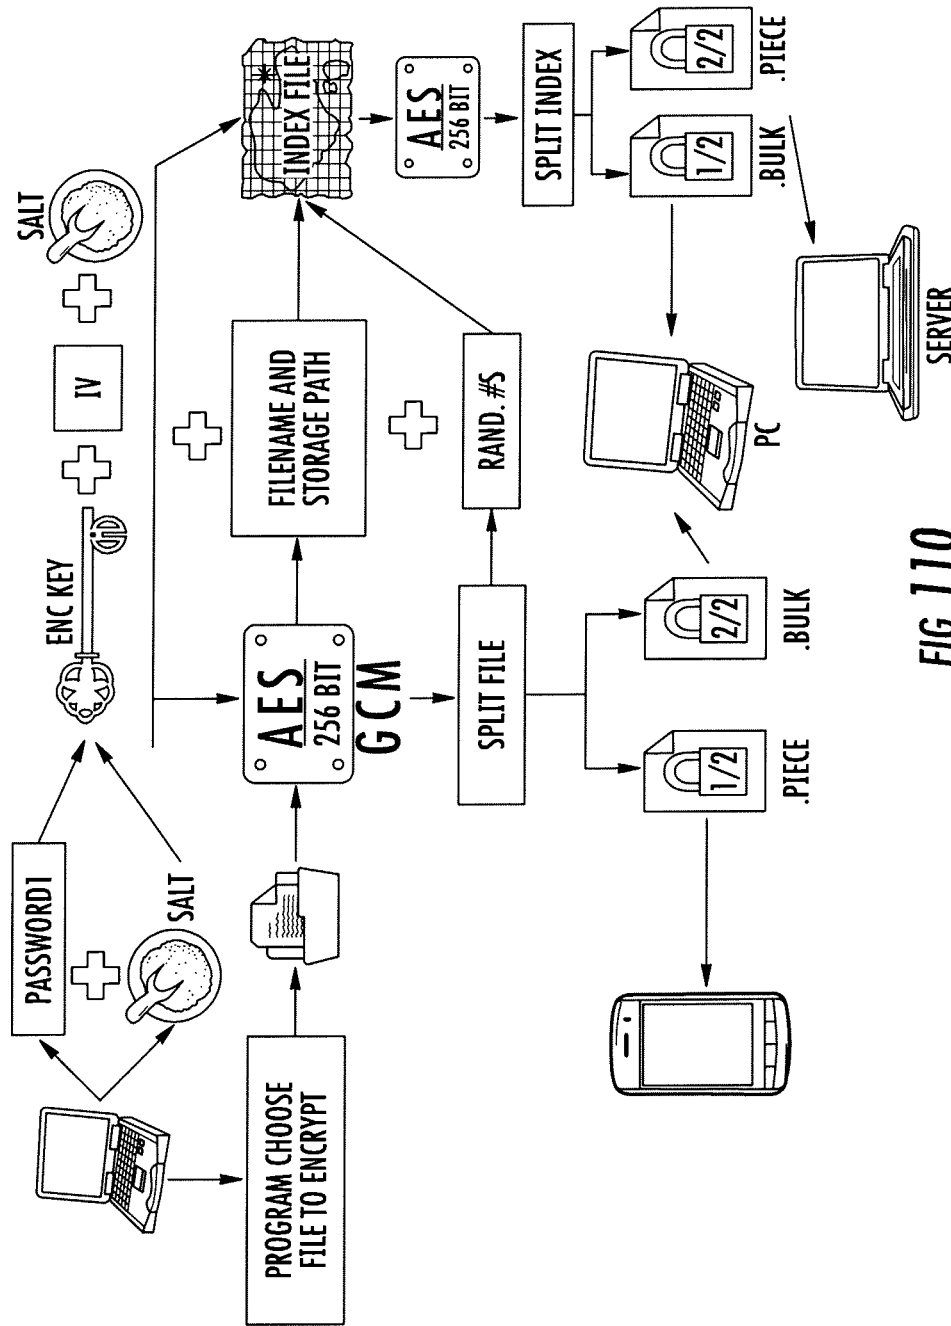 PASSWORD1
SALT
ENC KEY
IV
SALT
PROGRAM CHOOSE
FILE TO ENCRYPT
AES
256 BIT
GCM
FILENAME AND
STORAGE PATH
INDEX FILE
AES
256 BIT
SPLIT FILE
RAND. #S
SPLIT INDEX
1/2
.PIECE
2/2
.BULK
1/2
.BULK
2/2
.PIECE
PC
SERVER
FIG 110